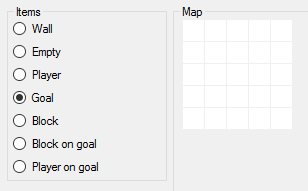 Items
Map
Wall
Empty
Player
Goal
Block
Block on goal
Player on goal